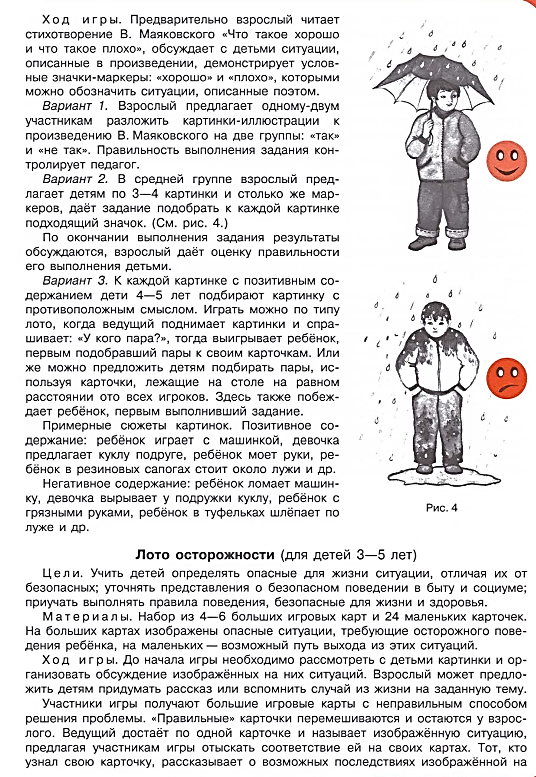 Ход игры. Предварительно взрослый читает
стихотворение В. Маяковского «Что такое хорошо
и что такое плохо», обсуждает с детьми ситуации,
описанные в произведении, демонстрирует услов-
ные значки-маркеры: «хорошо» и «плохо», которыми
можно обозначить ситуации, описанные поэтом.
Вариант 1. Взрослый предлагает одному-двум
участникам разложить картинки-иллюстрации к
произведению В. Маяковского на две группы: «так»
и «не так». Правильность выполнения задания кон-
тролирует педагог.
Вариант 2. В средней группе взрослый пред-
лагает детям по 3—4 картинки и столько же мар-
керов, даёт задание подобрать к каждой картинке
подходящий значок. (См. рис. 4.)
По окончании выполнения задания результаты
обсуждаются, взрослый даёт оценку правильности
его выполнения детьми.
Вариант 3. К каждой картинке с позитивным со-
держанием дети 4—5 лет подбирают картинку с
противоположным смыслом. Играть можно по типу
лото, когда ведущий поднимает картинки и спра-
шивает: «У кого пара?», тогда выигрывает ребёнок,
первым подобравший пары к своим карточкам. Или
же можно предложить детям подбирать пары, ис-
пользуя карточки, лежащие на столе на равном
расстоянии ото всех игроков. Здесь также побеж-
дает ребёнок, первым выполнивший задание.
Примерные сюжеты картинок. Позитивное со-
держание: ребёнок играет с машинкой, девочка
предлагает куклу подруге, ребёнок моет руки, ре-
бёнок в резиновых сапогах стоит около лужи и др.
Негативное содержание: ребёнок ломает машин-
ку, девочка вырывает у подружки куклу, ребёнок с
грязными руками, ребёнок в туфельках шлёпает по
луже и др.
Рис. 4
Лото осторожности (для детей 3—5 лет)
Цели. Учить детей определять опасные для жизни ситуации, отличая их от
безопасных; уточнять представления о безопасном поведении в быту и социуме;
приучать выполнять правила поведения, безопасные для жизни и здоровья.
Материалы. Набор из 4—6 больших игровых карт и 24 маленьких карточек.
На больших картах изображены опасные ситуации, требующие осторожного пове-
дения ребёнка, на маленьких — возможный путь выхода из этих ситуаций.
Ход игры. До начала игры необходимо рассмотреть с детьми картинки и ор-
ганизовать обсуждение изображённых на них ситуаций. Взрослый может предло-
жить детям придумать рассказ или вспомнить случай из жизни на заданную тему.
Участники игры получают большие игровые карты с неправильным способом
решения проблемы. «Правильные» карточки перемешиваются и остаются у взрос-
лого. Ведущий достаёт по одной карточке и называет изображённую ситуацию,
предлагая участникам игры отыскать соответствие ей на своих картах. Тот, кто
узнал свою карточку, рассказывает о возможных последствиях изображённой на